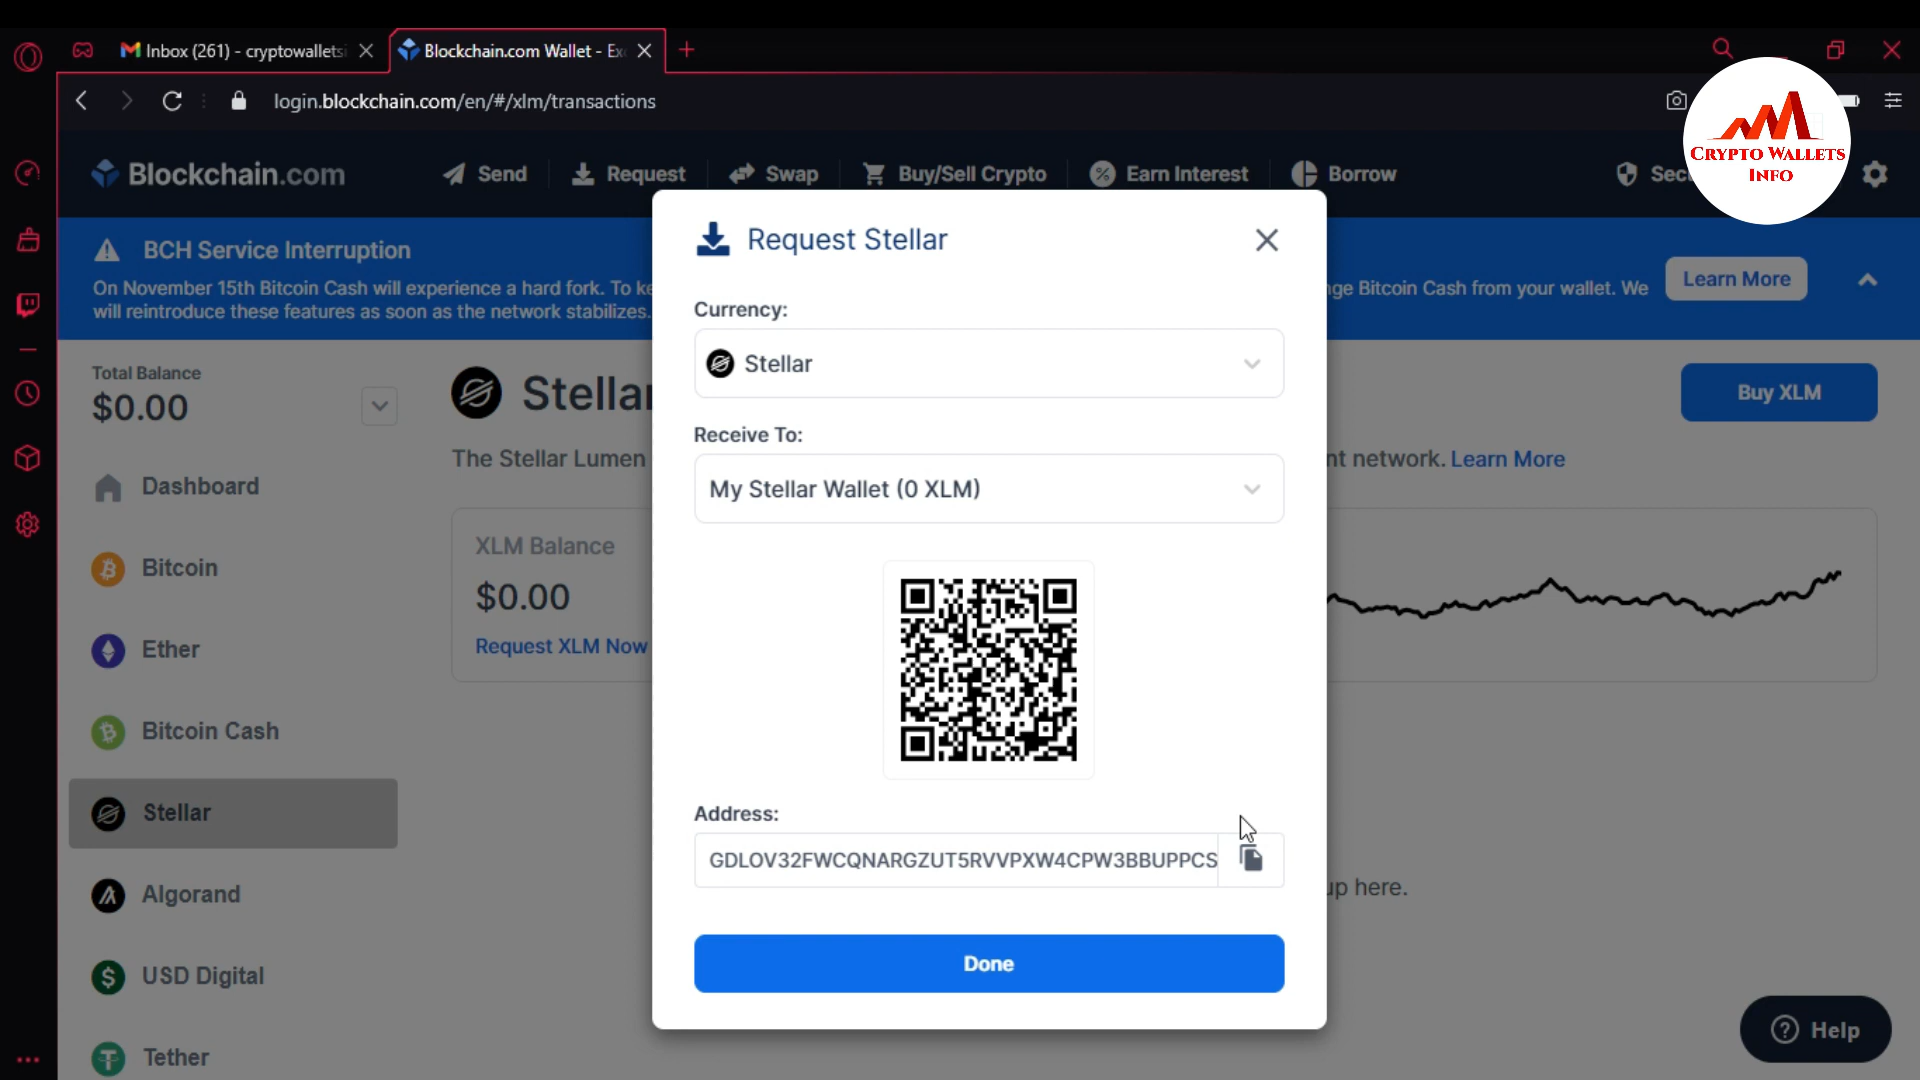 Inbox (261) - cryptowallets
Blockchain.com Wallet - Ex
login.blockchain.com/en/#/xlm/transactions
CRYPTO WALLETS
INFO
Blockchain.com
Send
Request
Swap
Buy/Sell Crypto
Earn Interest
Borrow
BCH Service Interruption
On November 15th Bitcoin Cash will experience a hard fork. To ke
nge Bitcoin Cash from your wallet. We
will reintroduce these features as soon as the network stabilizes.
Learn More
Total Balance
$0.00
Dashboard
Bitcoin
Ether
Bitcoin Cash
Stellar
Algorand
USD Digital
Tether
Stellar
Buy XLM
The Stellar Lumen
nt network. Learn More
XLM Balance
$0.00
Request XLM Now
up here.
Request Stellar
Currency:
Stellar
Receive To:
My Stellar Wallet (0 XLM)
Address:
GDLOV32FWCQNARGZUT5RVVPXW4CPW3BBUPPCS
Done
Help